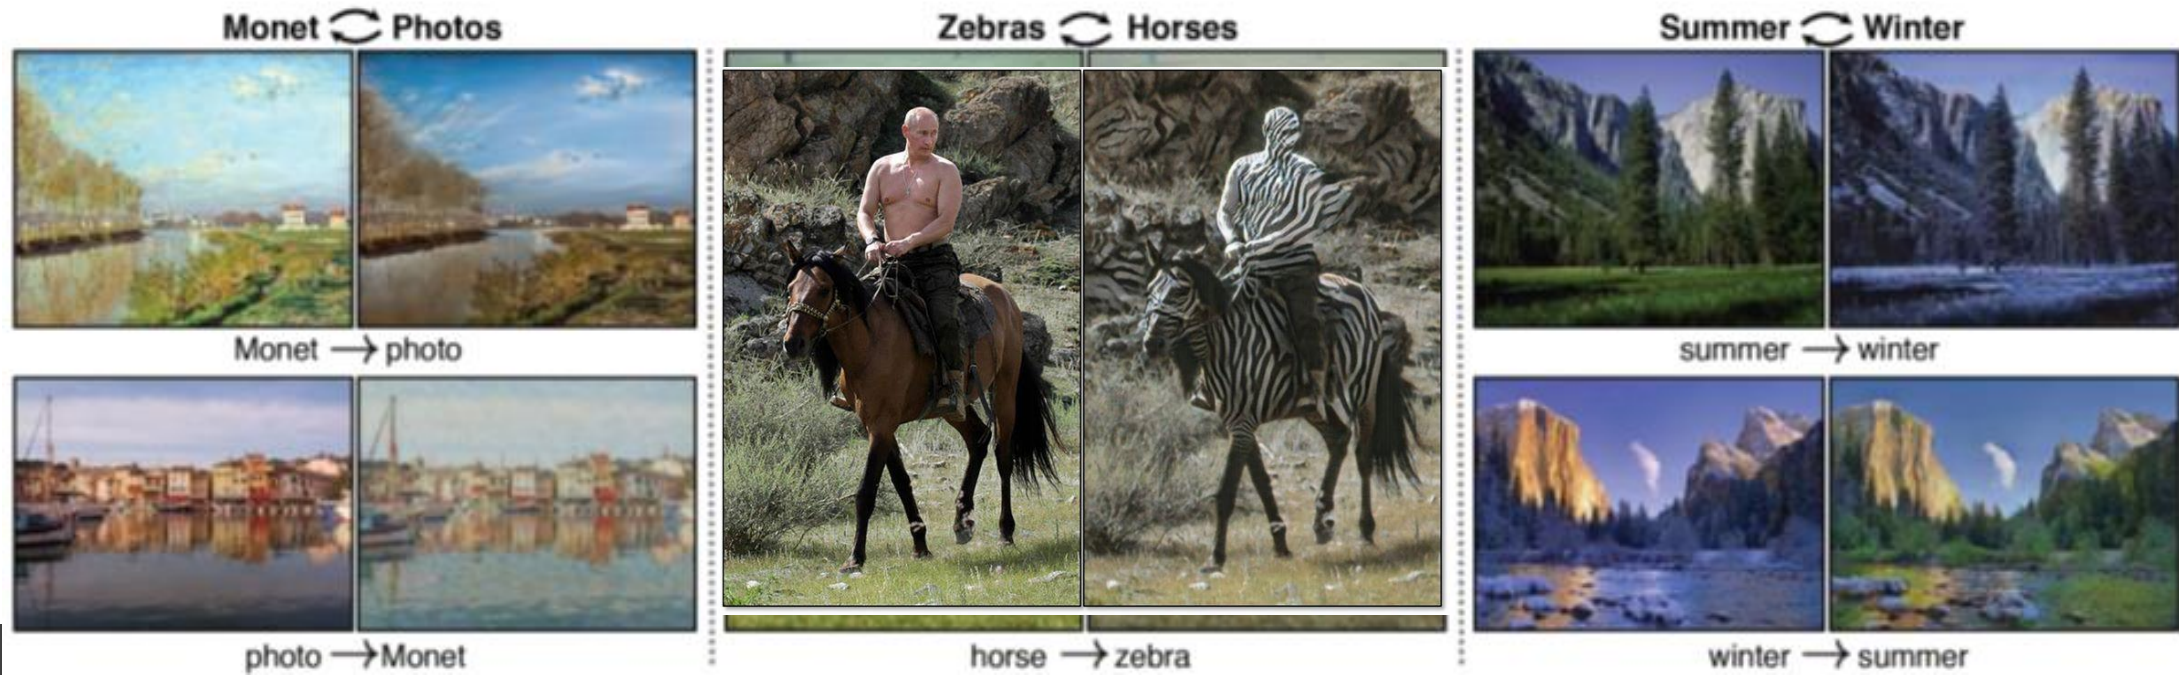 Monet Photos
Zebras Horses
Summer Winter
Monet → photo
summer → winter
photo → Monet
horse → zebra
winter → summer